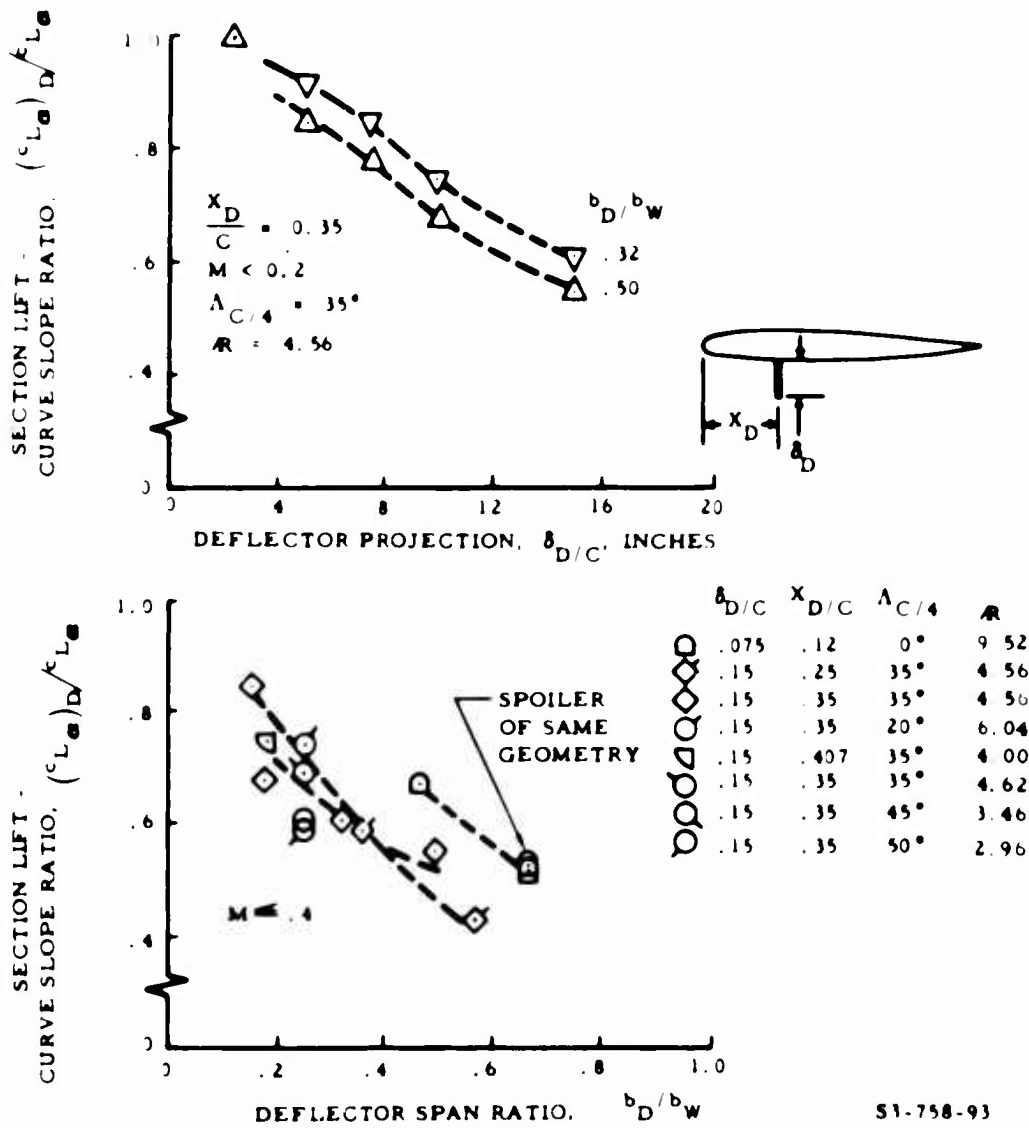 SECTION LIFT -
CURVE SLOPE RATIO, (cLα)D/cLα
1.0
.8
.6
.4
0
XD/C = 0.35
M < 0.2
ΛC/4 = 35°
AR = 4.56
bD/bW
.32
.50
XD
δD
0 4 8 12 16 20
DEFLECTOR PROJECTION, δD/C, INCHES
SECTION LIFT -
CURVE SLOPE RATIO, (cLα)D/cLα
1.0
.8
.6
.4
0
M ≤ .4
SPOILER
OF SAME
GEOMETRY
δD/C XD/C ΛC/4 AR
.075 .12 0° 9.52
.15 .25 35° 4.56
.15 .35 35° 4.56
.15 .35 20° 6.04
.15 .407 35° 4.00
.15 .35 35° 4.62
.15 .35 45° 3.46
.15 .35 50° 2.96
0 .2 .4 .6 .8 1.0
DEFLECTOR SPAN RATIO, bD/bW
S3-758-93